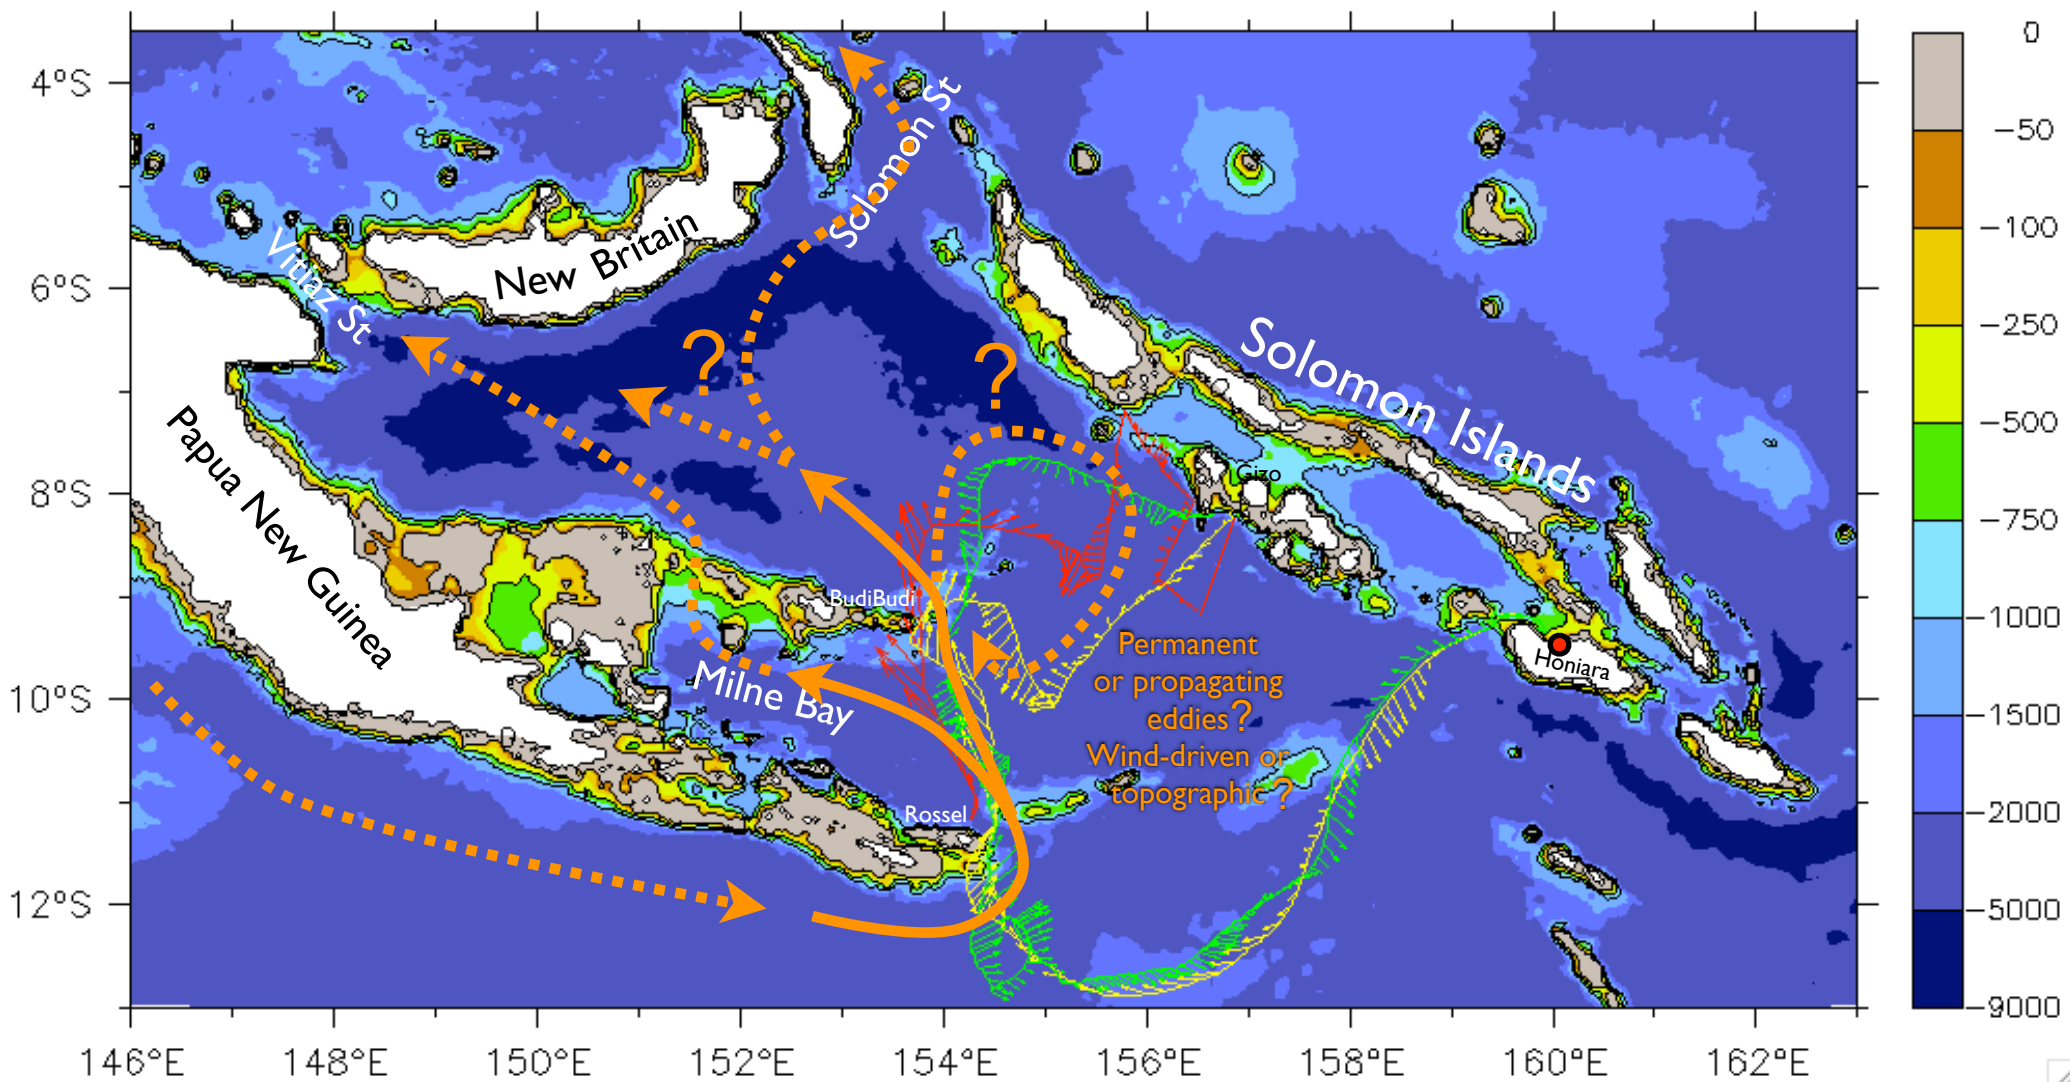 4°S
6°S
8°S
10°S
12°S
146°E
148°E
150°E
152°E
154°E
156°E
158°E
160°E
162°E
0
−50
−100
−250
−500
−750
−1000
−1500
−2000
−5000
−9000
Solomon St
Vitiaz St
New Britain
?
?
Solomon Islands
Papua New Guinea
Gizo
BudiBudi
Milne Bay
Permanent
or propagating
eddies?
Wind-driven or
topographic ?
Honiara
Rossel